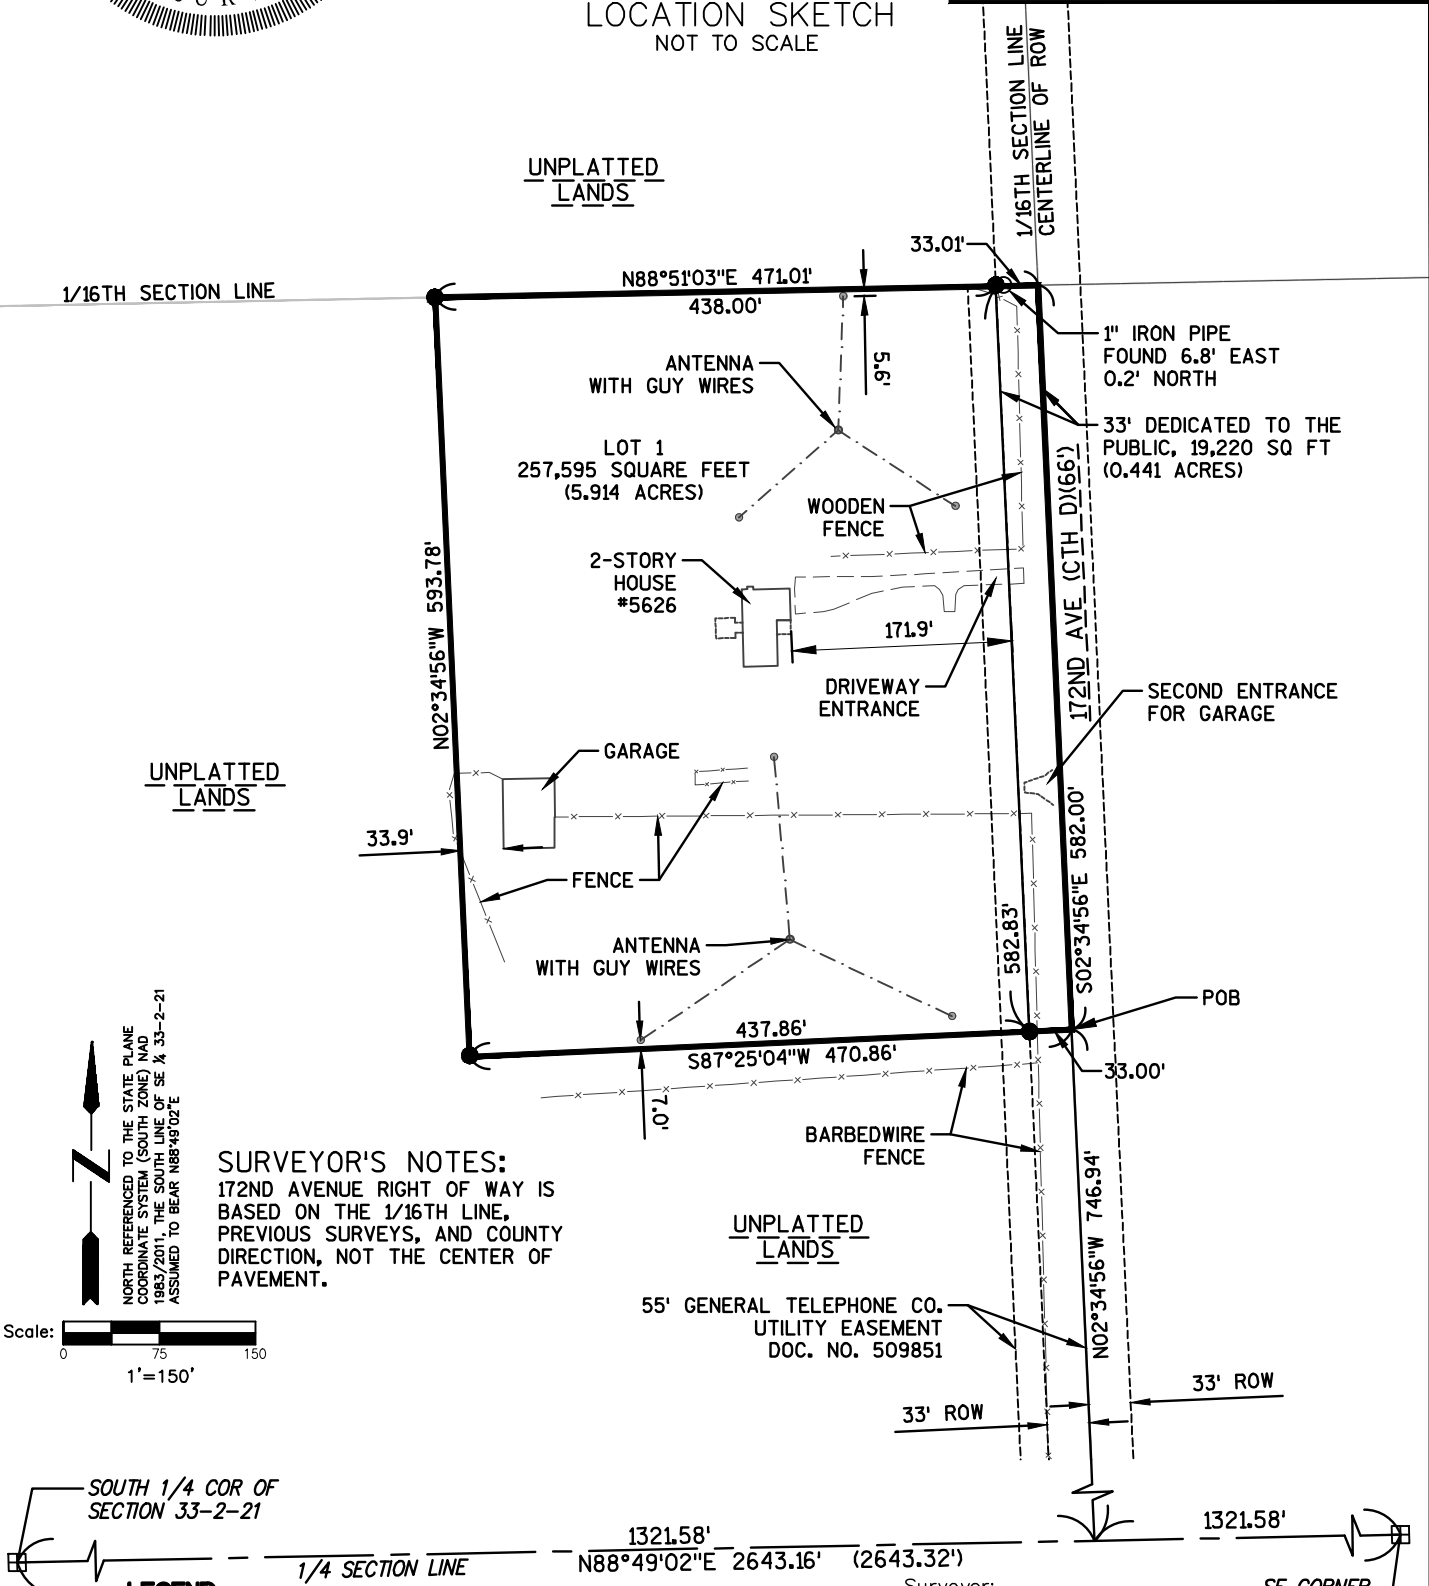 LOCATION SKETCH
NOT TO SCALE
1/16TH SECTION LINE
CENTERLINE OF ROW
UNPLATTED
LANDS
33.01'
1/16TH SECTION LINE
N88°51'03"E 471.01'
438.00'
1" IRON PIPE
FOUND 6.8' EAST
0.2' NORTH
ANTENNA
WITH GUY WIRES
5.6'
33' DEDICATED TO THE
PUBLIC, 19,220 SQ FT
(0.441 ACRES)
LOT 1
257,595 SQUARE FEET
(5.914 ACRES)
WOODEN
FENCE
172ND AVE (CTH D)(66')
2-STORY
HOUSE
#5626
N02°34'56"W 593.78'
171.9'
DRIVEWAY
ENTRANCE
SECOND ENTRANCE
FOR GARAGE
GARAGE
UNPLATTED
LANDS
33.9'
FENCE
582.83'
S02°34'56"E 582.00'
ANTENNA
WITH GUY WIRES
POB
437.86'
S87°25'04"W 470.86'
33.00'
7.0'
BARBEDWIRE
FENCE
NORTH REFERENCED TO THE STATE PLANE
COORDINATE SYSTEM (SOUTH ZONE) NAD
1983/2011, THE SOUTH LINE OF SE ¼ 33-2-21
ASSUMED TO BEAR N88°49'02"E
SURVEYOR'S NOTES:
172ND AVENUE RIGHT OF WAY IS
BASED ON THE 1/16TH LINE,
PREVIOUS SURVEYS, AND COUNTY
DIRECTION, NOT THE CENTER OF
PAVEMENT.
UNPLATTED
LANDS
N02°34'56"W 746.94'
55' GENERAL TELEPHONE CO.
UTILITY EASEMENT
DOC. NO. 509851
Scale:
0 75 150
1'=150'
33' ROW
33' ROW
SOUTH 1/4 COR OF
SECTION 33-2-21
1321.58'
1321.58'
1/4 SECTION LINE
N88°49'02"E 2643.16' (2643.32')
LEGEND
Surveyor:
SE CORNER